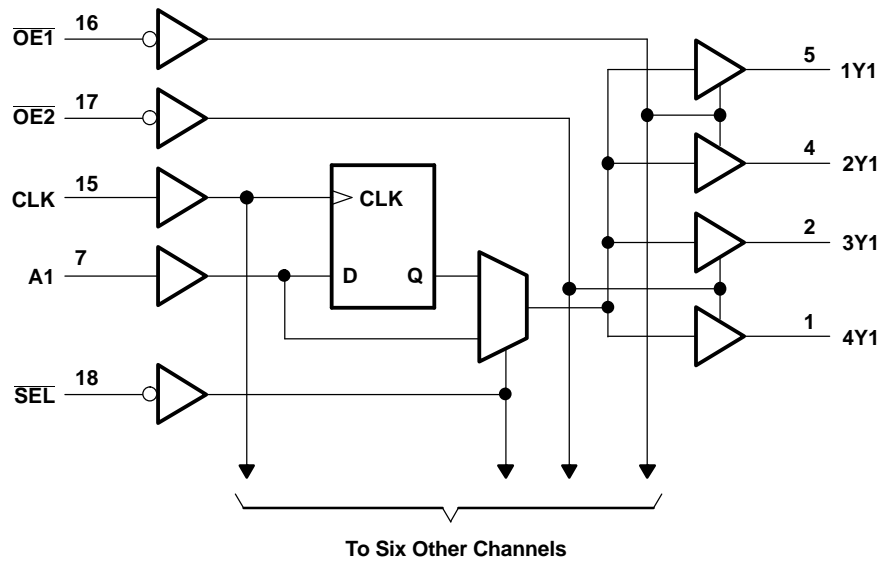 OE1 16
OE2 17
CLK 15
A1 7
SEL 18
CLK
D Q
5 1Y1
4 2Y1
2 3Y1
1 4Y1
To Six Other Channels